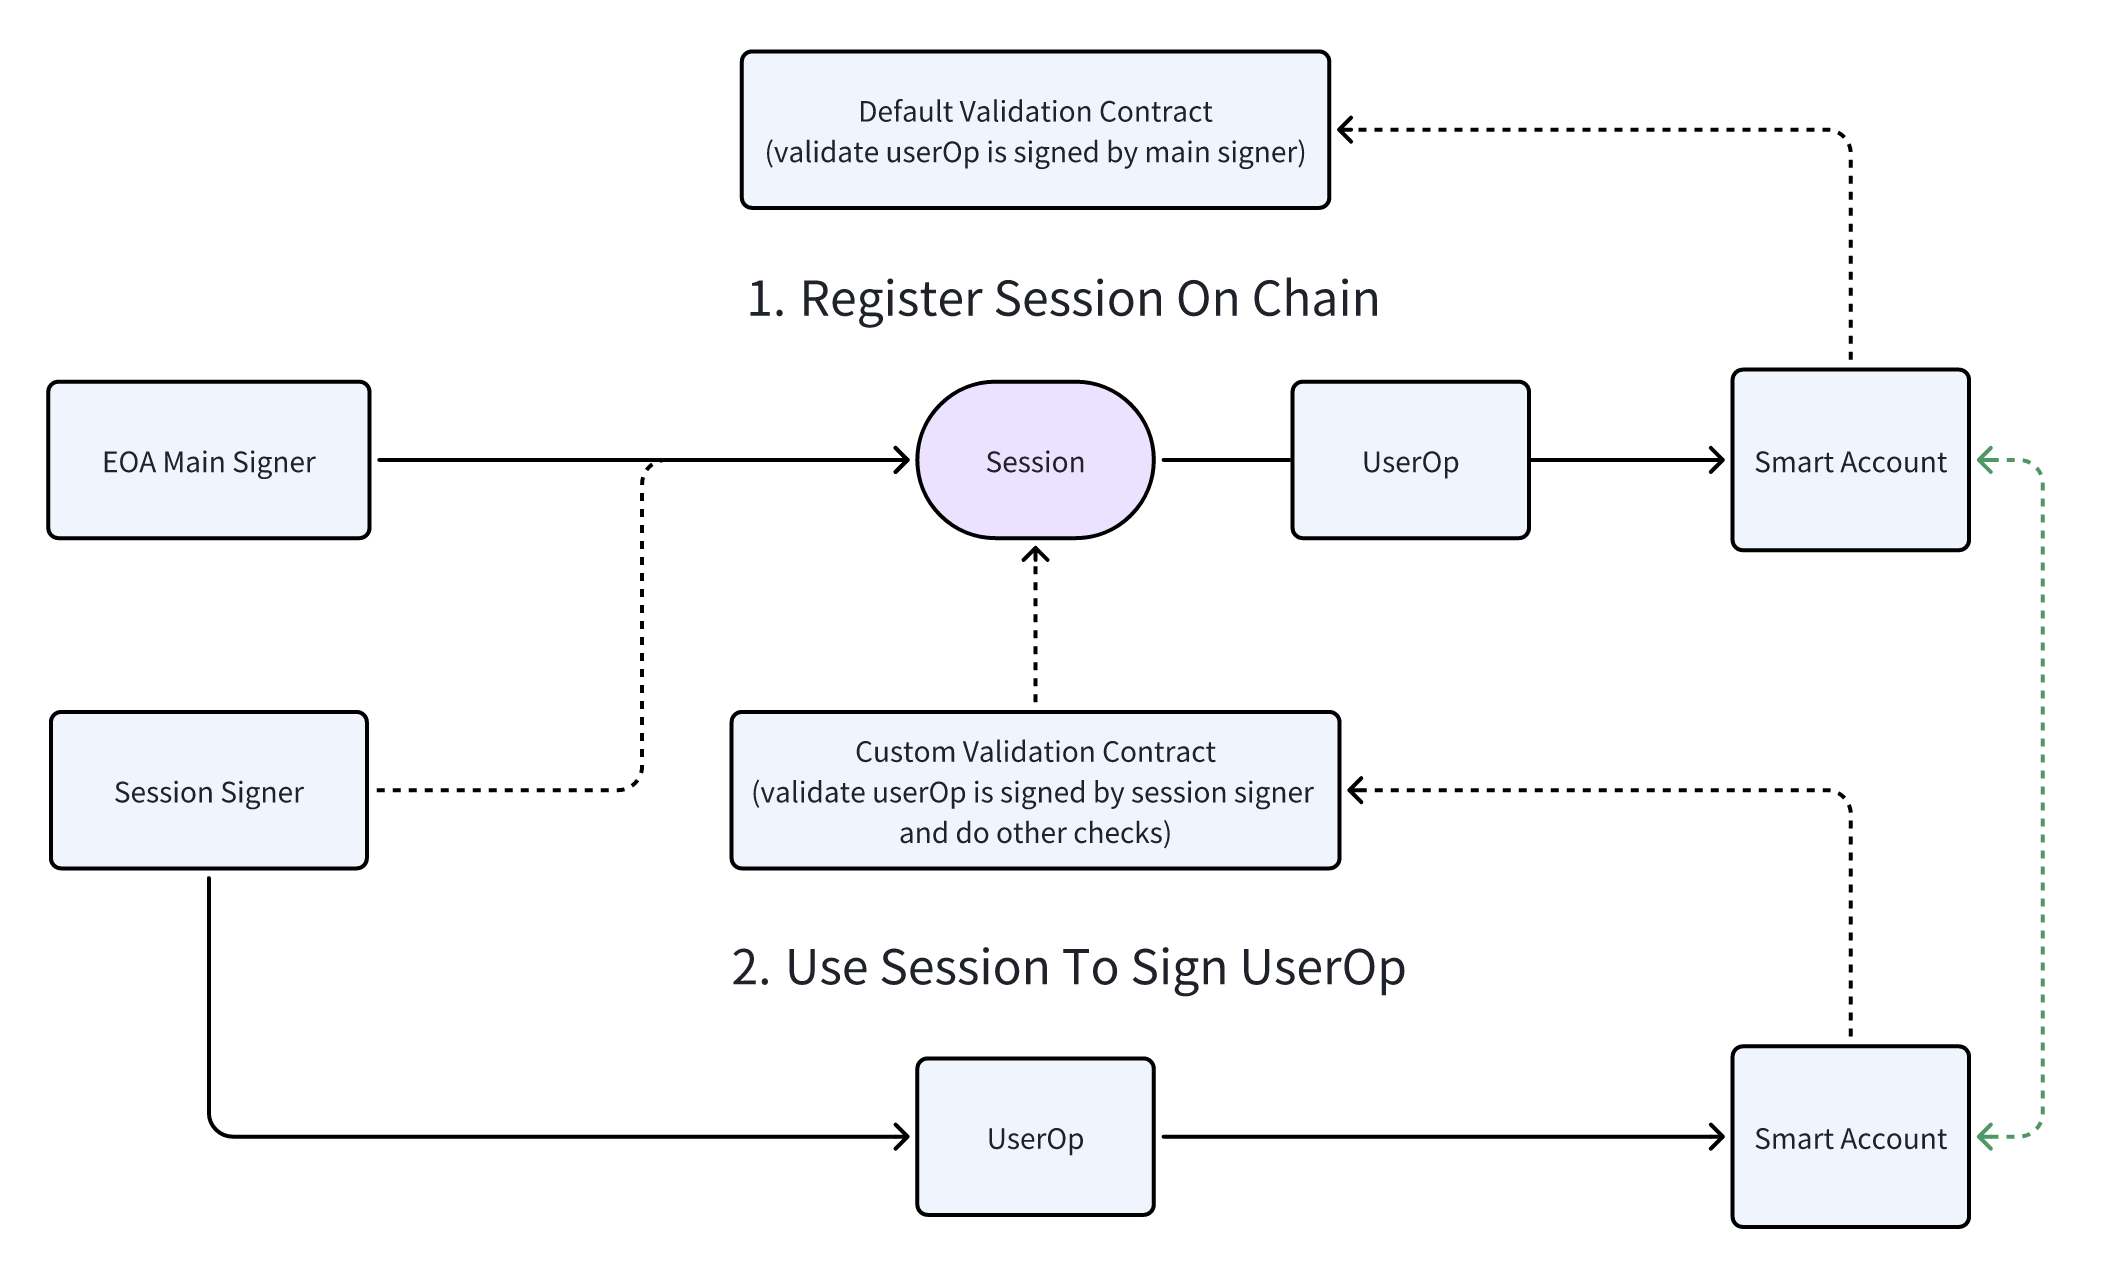 Default Validation Contract
(validate userOp is signed by main signer)
1. Register Session On Chain
EOA Main Signer
Session
UserOp
Smart Account
Session Signer
Custom Validation Contract
(validate userOp is signed by session signer
and do other checks)
2. Use Session To Sign UserOp
UserOp
Smart Account